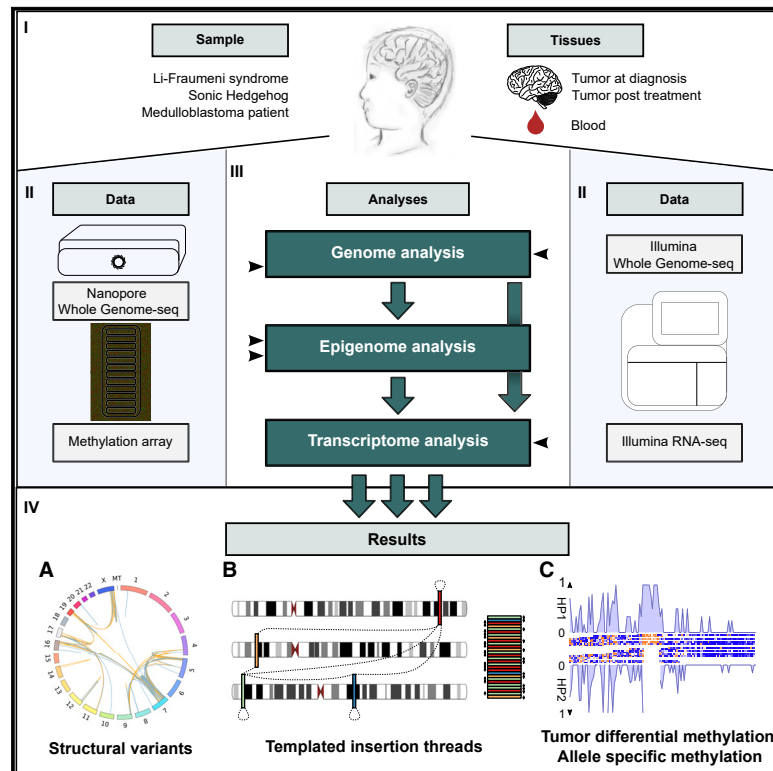 I
Sample
Li-Fraumeni syndrome
Sonic Hedgehog
Medulloblastoma patient
Tissues
Tumor at diagnosis
Tumor post treatment
Blood
II
Data
Nanopore
Whole Genome-seq
Methylation array
III
Analyses
Genome analysis
Epigenome analysis
Transcriptome analysis
II
Data
Illumina
Whole Genome-seq
Illumina RNA-seq
IV
Results
A
MT
1
2
3
4
5
6
7
8
9
10
11
12
13
14
15
16
17
18
19
20
21
22
X
Structural variants
B
Templated insertion threads
C
1
HP1
0
0
HP2
1
Tumor differential methylation
Allele specific methylation